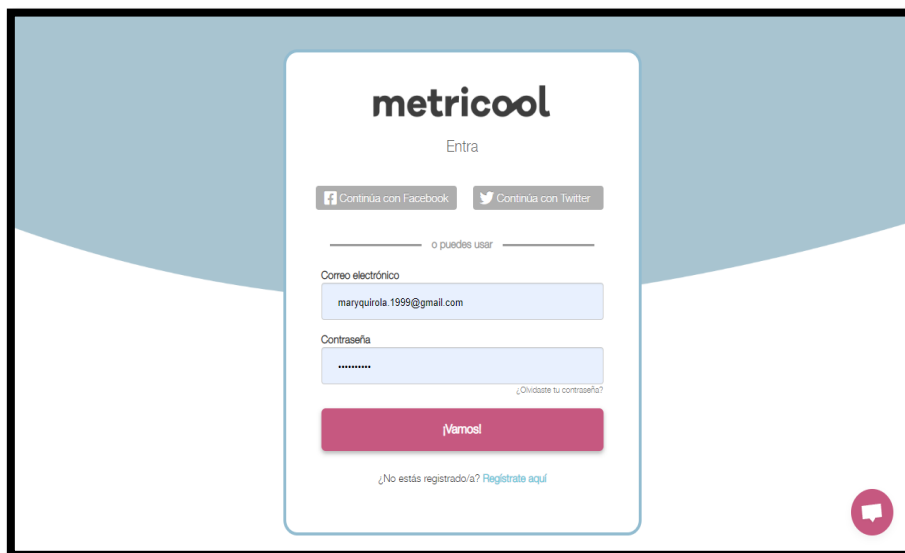 metricool
Entra
Continúa con Facebook
Continúa con Twitter
o puedes usar
Correo electrónico
maryquirola.1999@gmail.com
Contraseña
••••••••••
¿Olvidaste tu contraseña?
¡Vamos!
¿No estás registrado/a? Regístrate aquí